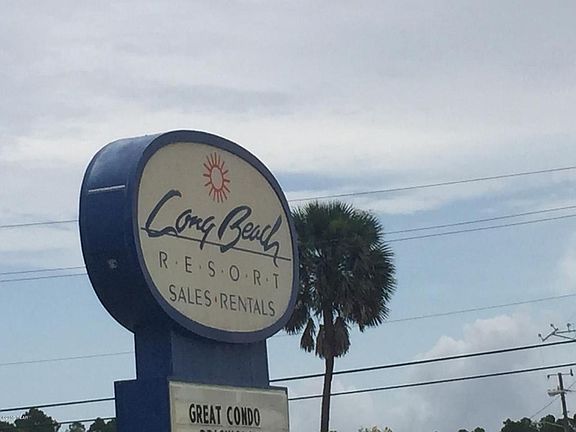 Long Beach
R·E·S·O·R·T
SALES·RENTALS
GREAT CONDO